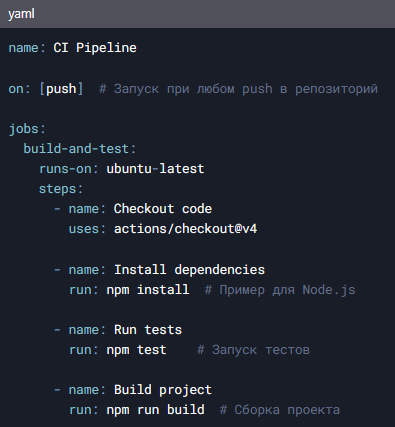 yaml
name: CI Pipeline
on: [push]  # Запуск при любом push в репозиторий
jobs:
  build-and-test:
    runs-on: ubuntu-latest
    steps:
      - name: Checkout code
        uses: actions/checkout@v4
      - name: Install dependencies
        run: npm install  # Пример для Node.js
      - name: Run tests
        run: npm test    # Запуск тестов
      - name: Build project
        run: npm run build  # Сборка проекта